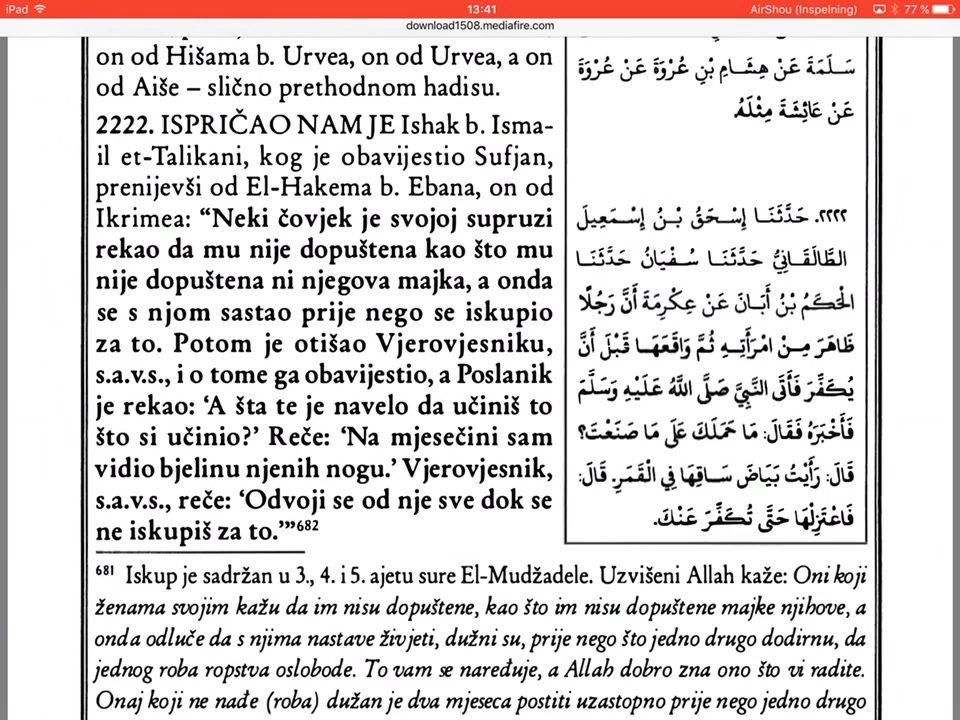 iPad
13:41
AirShou (Inspelning)
77 %
download1508.mediafire.com
on od Hišama b. Urvea, on od Urvea, a on
od Aiše – slično prethodnom hadisu.
2222. ISPRIČAO NAM JE Ishak b. Isma-
il et-Talikani, kog je obavijestio Sufjan,
prenijevši od El-Hakema b. Ebana, on od
Ikrimea: “Neki čovjek je svojoj supruzi
rekao da mu nije dopuštena kao što mu
nije dopuštena ni njegova majka, a onda
se s njom sastao prije nego se iskupio
za to. Potom je otišao Vjerovjesniku,
s.a.v.s., i o tome ga obavijestio, a Poslanik
je rekao: ‘A šta te je navelo da učiniš to
što si učinio?’ Reče: ‘Na mjesečini sam
vidio bjelinu njenih nogu.’ Vjerovjesnik,
s.a.v.s., reče: ‘Odvoji se od nje sve dok se
ne iskupiš za to.’”682
سَلَمَةَ عَنْ هِشَامِ بْنِ عُرْوَةَ عَنْ عُرْوَةَ
عَنْ عَائِشَةَ مِثْلَهُ.
٢٢٢٢. حَدَّثَنَا إِسْحَقُ بْنُ إِسْمَعِيلَ
الطَّالَقَانِيُّ حَدَّثَنَا سُفْيَانُ حَدَّثَنَا
الْحَكَمُ بْنُ أَبَانَ عَنْ عِكْرِمَةَ أَنَّ رَجُلًا
ظَاهَرَ مِنْ امْرَأَتِهِ ثُمَّ وَاقَعَهَا قَبْلَ أَنَّ
يُكَفِّرَ فَأَتَى النَّبِيَّ صَلَّى اللَّهُ عَلَيْهِ وَسَلَّمَ
فَأَخْبَرَهُ فَقَالَ: مَا حَمَلَكَ عَلَى مَا صَنَعْتَ؟
قَالَ: رَأَيْتُ بَيَاضَ سَاقِهَا فِي الْقَمَرِ. قَالَ:
فَاعْتَزِلْهَا حَتَّى تُكَفِّرَ عَنْكَ.
681 Iskup je sadržan u 3., 4. i 5. ajetu sure El-Mudžadele. Uzvišeni Allah kaže: Oni koji
ženama svojim kažu da im nisu dopuštene, kao što im nisu dopuštene majke njihove, a
onda odluče da s njima nastave živjeti, dužni su, prije nego što jedno drugo dodirnu, da
jednog roba ropstva oslobode. To vam se naređuje, a Allah dobro zna ono što vi radite.
Onaj koji ne nađe (roba) dužan je dva mjeseca postiti uzastopno prije nego jedno drugo